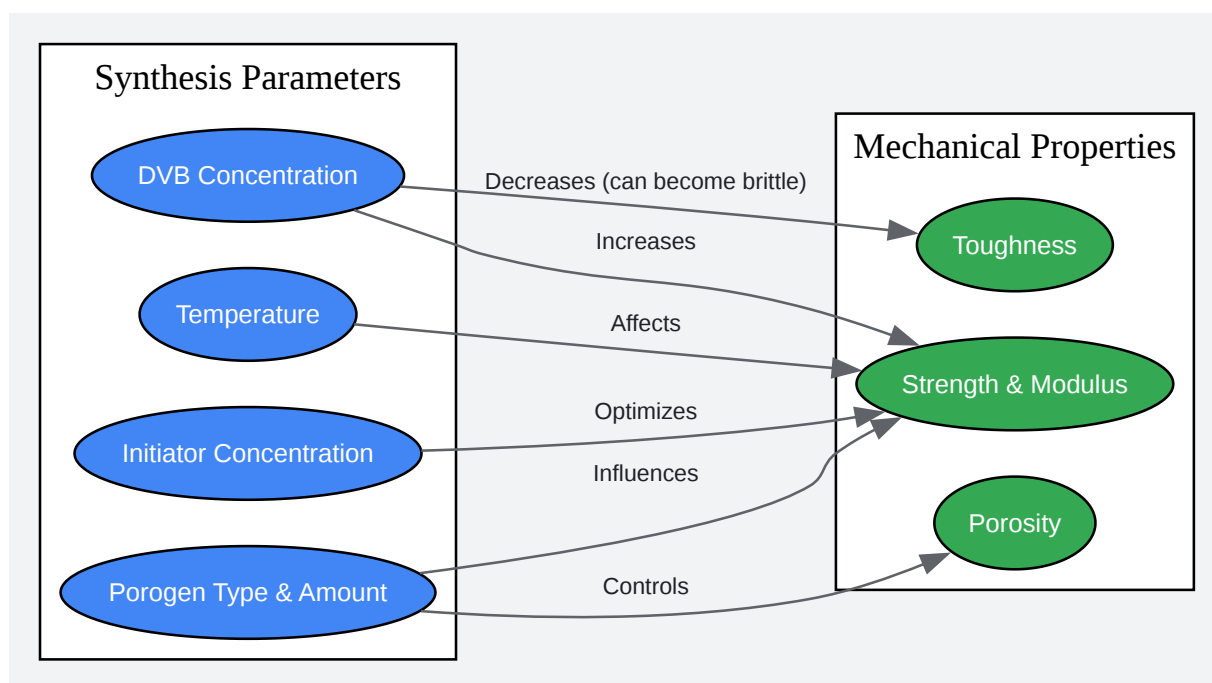 Synthesis Parameters
DVB Concentration
Temperature
Initiator Concentration
Porogen Type & Amount
Decreases (can become brittle)
Increases
Affects
Optimizes
Influences
Controls
Mechanical Properties
Toughness
Strength & Modulus
Porosity